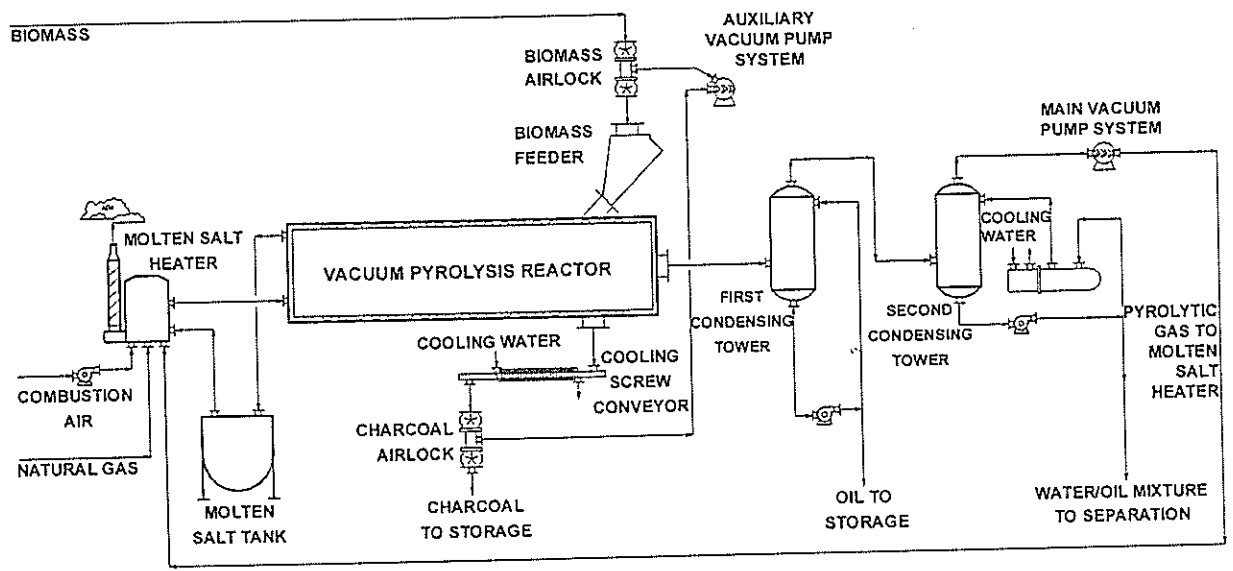 BIOMASS
AUXILIARY
VACUUM PUMP
SYSTEM
BIOMASS
AIRLOCK
MAIN VACUUM
PUMP SYSTEM
BIOMASS
FEEDER
MOLTEN SALT
HEATER
COOLING
WATER
VACUUM PYROLYSIS REACTOR
FIRST
CONDENSING
TOWER
SECOND
CONDENSING
TOWER
PYROLYTIC
GAS TO
MOLTEN
SALT
HEATER
COOLING WATER
COOLING
SCREW
CONVEYOR
COMBUSTION
AIR
CHARCOAL
AIRLOCK
NATURAL GAS
MOLTEN
SALT TANK
CHARCOAL
TO STORAGE
OIL TO
STORAGE
WATER/OIL MIXTURE
TO SEPARATION